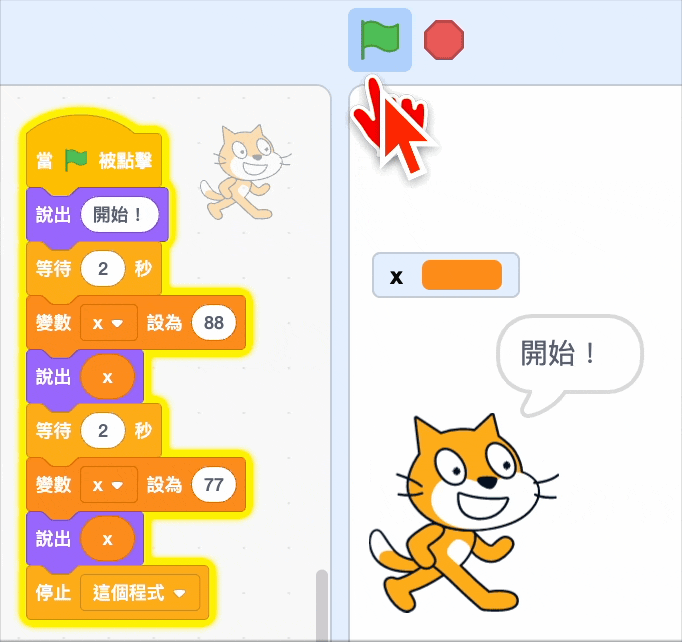 當 被點擊
說出 開始！
等待 2 秒
變數 x 設為 88
說出 x
等待 2 秒
變數 x 設為 77
說出 x
停止 這個程式
x
開始！